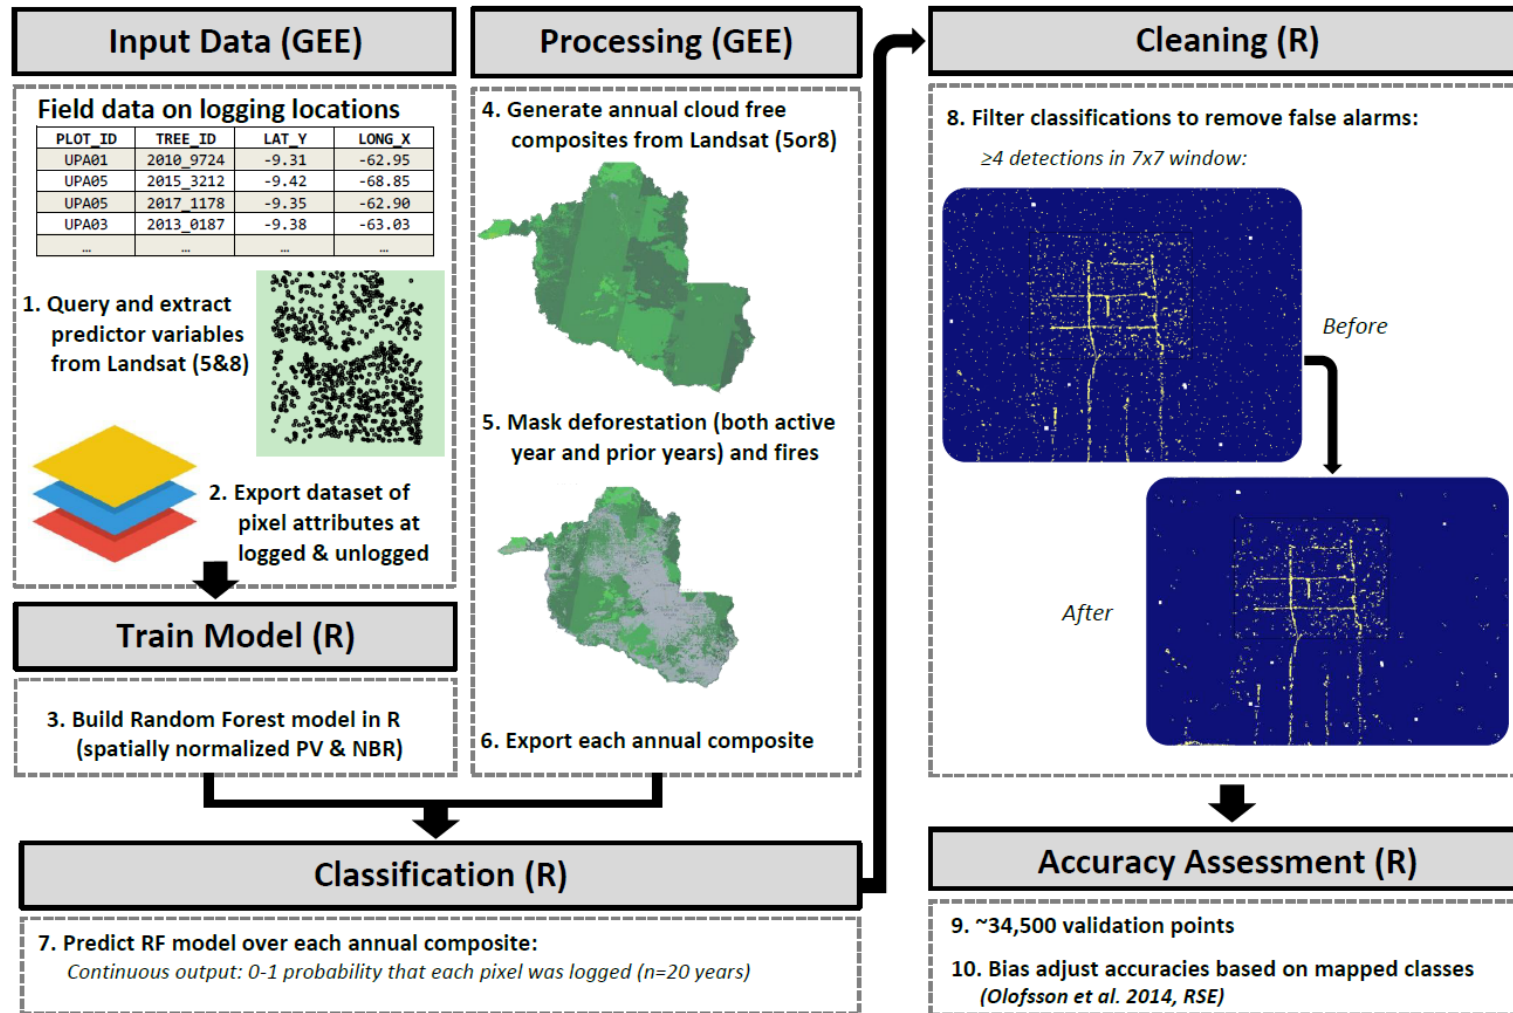 Input Data (GEE)
Field data on logging locations
PLOT_ID TREE_ID LAT_Y LONG_X
UPA01 2010_9724 -9.31 -62.95
UPA05 2015_3212 -9.42 -68.85
UPA05 2017_1178 -9.35 -62.90
UPA03 2013_0187 -9.38 -63.03
… … … …
1. Query and extract
predictor variables
from Landsat (5&8)
2. Export dataset of
pixel attributes at
logged & unlogged
Train Model (R)
3. Build Random Forest model in R
(spatially normalized PV & NBR)
Processing (GEE)
4. Generate annual cloud free
composites from Landsat (5or8)
5. Mask deforestation (both active
year and prior years) and fires
6. Export each annual composite
Classification (R)
7. Predict RF model over each annual composite:
Continuous output: 0-1 probability that each pixel was logged (n=20 years)
Cleaning (R)
8. Filter classifications to remove false alarms:
≥4 detections in 7x7 window:
Before
After
Accuracy Assessment (R)
9. ~34,500 validation points
10. Bias adjust accuracies based on mapped classes
(Olofsson et al. 2014, RSE)